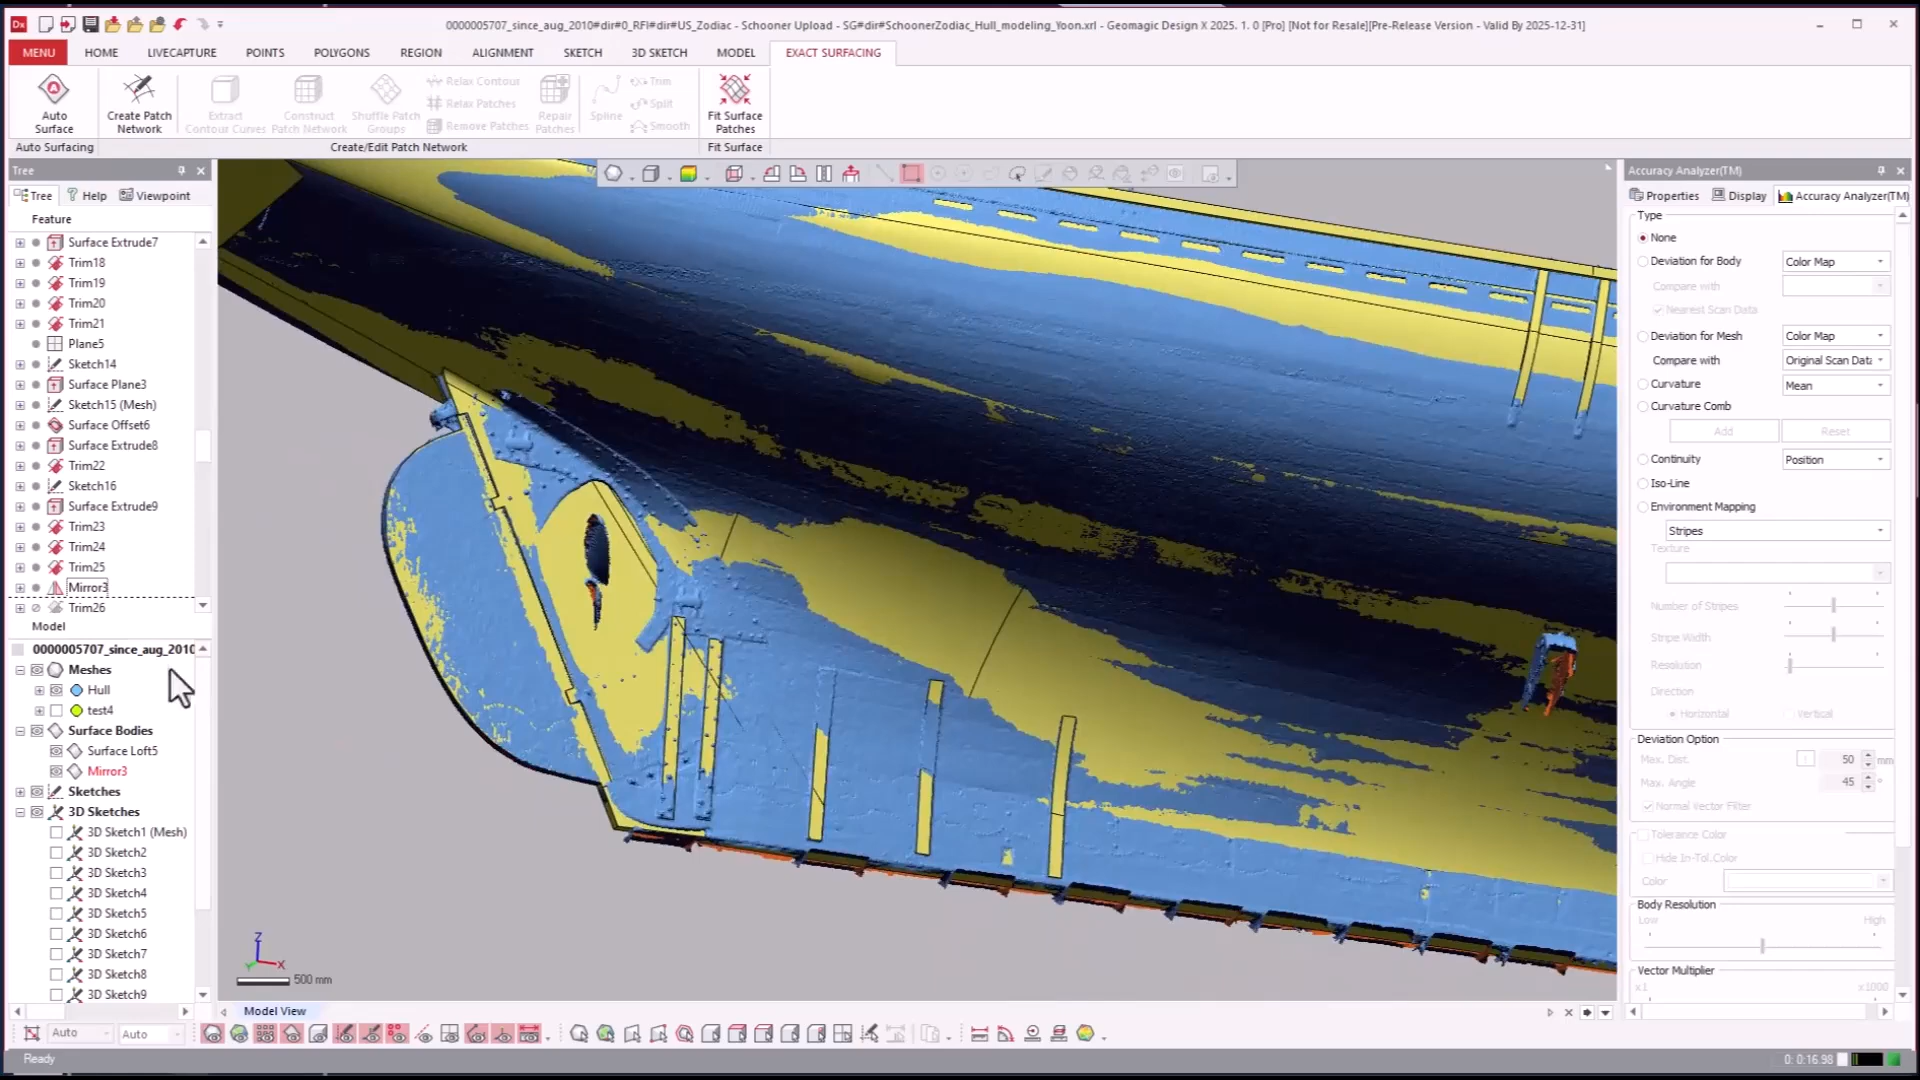 0000005707_since_aug_2010#dir#0_RFI#dir#US_Zodiac - Schooner Upload - SG#dir#SchoonerZodiac_Hull_modeling_Yoon.xrl - Geomagic Design X 2025. 1. 0 [Pro] [Not for Resale][Pre-Release Version - Valid By 2025-12-31]
MENU HOME LIVECAPTURE POINTS POLYGONS REGION ALIGNMENT SKETCH 3D SKETCH MODEL EXACT SURFACING
Auto Surface
Create Patch Network
Extract Contour Curves
Construct Patch Network
Shuffle Patch Groups
Relax Contour
Relax Patches
Remove Patches
Repair Patches
Spline
Trim
Split
Smooth
Fit Surface Patches
Auto Surfacing
Create/Edit Patch Network
Fit Surface
Tree
Tree Help Viewpoint
Feature
Surface Extrude7
Trim18
Trim19
Trim20
Trim21
Plane5
Sketch14
Surface Plane3
Sketch15 (Mesh)
Surface Offset6
Surface Extrude8
Trim22
Sketch16
Surface Extrude9
Trim23
Trim24
Trim25
Mirror3
Trim26
Model
0000005707_since_aug_2010
Meshes
Hull
test4
Surface Bodies
Surface Loft5
Mirror3
Sketches
3D Sketches
3D Sketch1 (Mesh)
3D Sketch2
3D Sketch3
3D Sketch4
3D Sketch5
3D Sketch6
3D Sketch7
3D Sketch8
3D Sketch9
Z
X
Y
500 mm
Model View
Accuracy Analyzer(TM)
Properties Display Accuracy Analyzer(TM)
Type
None
Deviation for Body Color Map
Compare with
Nearest Scan Data
Deviation for Mesh Color Map
Compare with Original Scan Data
Curvature Mean
Curvature Comb
Add Reset
Continuity Position
Iso-Line
Environment Mapping
Stripes
Texture
Number of Stripes
Stripe Width
Resolution
Direction
Horizontal Vertical
Deviation Option
Max. Dist. 50 mm
Max. Angle 45 °
Normal Vector Filter
Tolerance Color
Hide In-Tol.Color
Color
Body Resolution
Low High
Vector Multiplier
x1 x1000
Auto Auto
Ready
0: 0:16.98